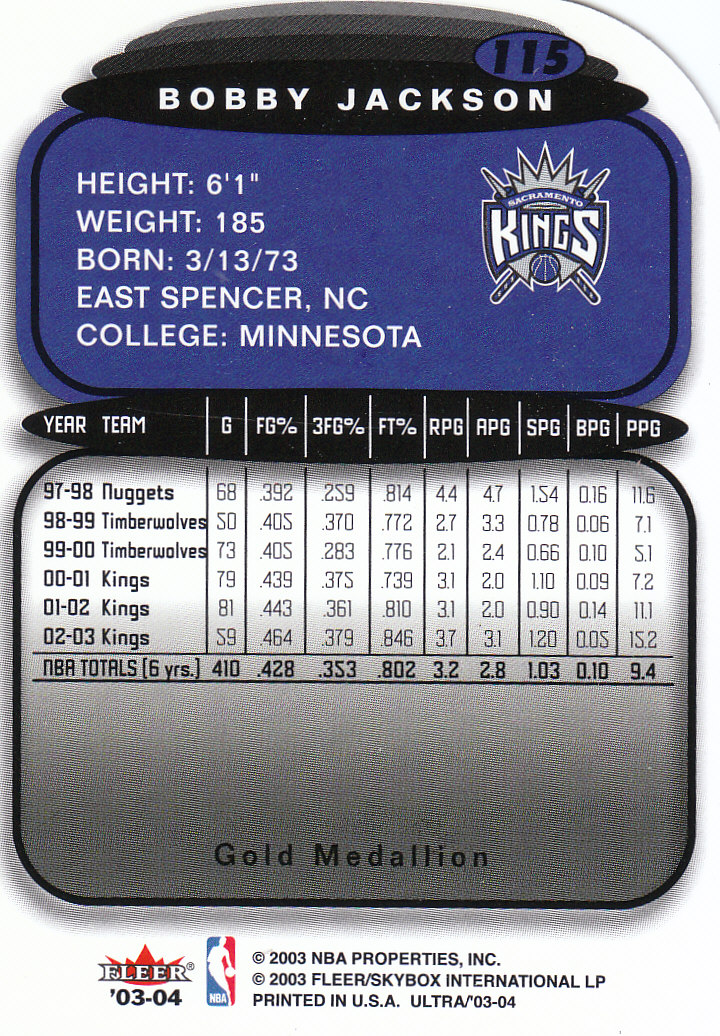 115
BOBBY JACKSON
HEIGHT: 6'1"
WEIGHT: 185
BORN: 3/13/73
EAST SPENCER, NC
COLLEGE: MINNESOTA
SACRAMENTO
KINGS
YEAR TEAM G FG% 3FG% FT% RPG APG SPG BPG PPG
97-98 Nuggets 68 .392 .259 .814 4.4 4.7 1.54 0.16 11.6
98-99 Timberwolves 50 .405 .370 .772 2.7 3.3 0.78 0.06 7.1
99-00 Timberwolves 73 .405 .283 .776 2.1 2.4 0.66 0.10 5.1
00-01 Kings 79 .439 .375 .739 3.1 2.0 1.10 0.09 7.2
01-02 Kings 81 .443 .361 .810 3.1 2.0 0.90 0.14 11.1
02-03 Kings 59 .464 .379 .846 3.7 3.1 1.20 0.05 15.2
NBA TOTALS (6 yrs.) 410 .428 .353 .802 3.2 2.8 1.03 0.10 9.4
Gold Medallion
FLEER®
'03-04
NBA
© 2003 NBA PROPERTIES, INC.
© 2003 FLEER/SKYBOX INTERNATIONAL LP
PRINTED IN U.S.A. ULTRA/'03-04